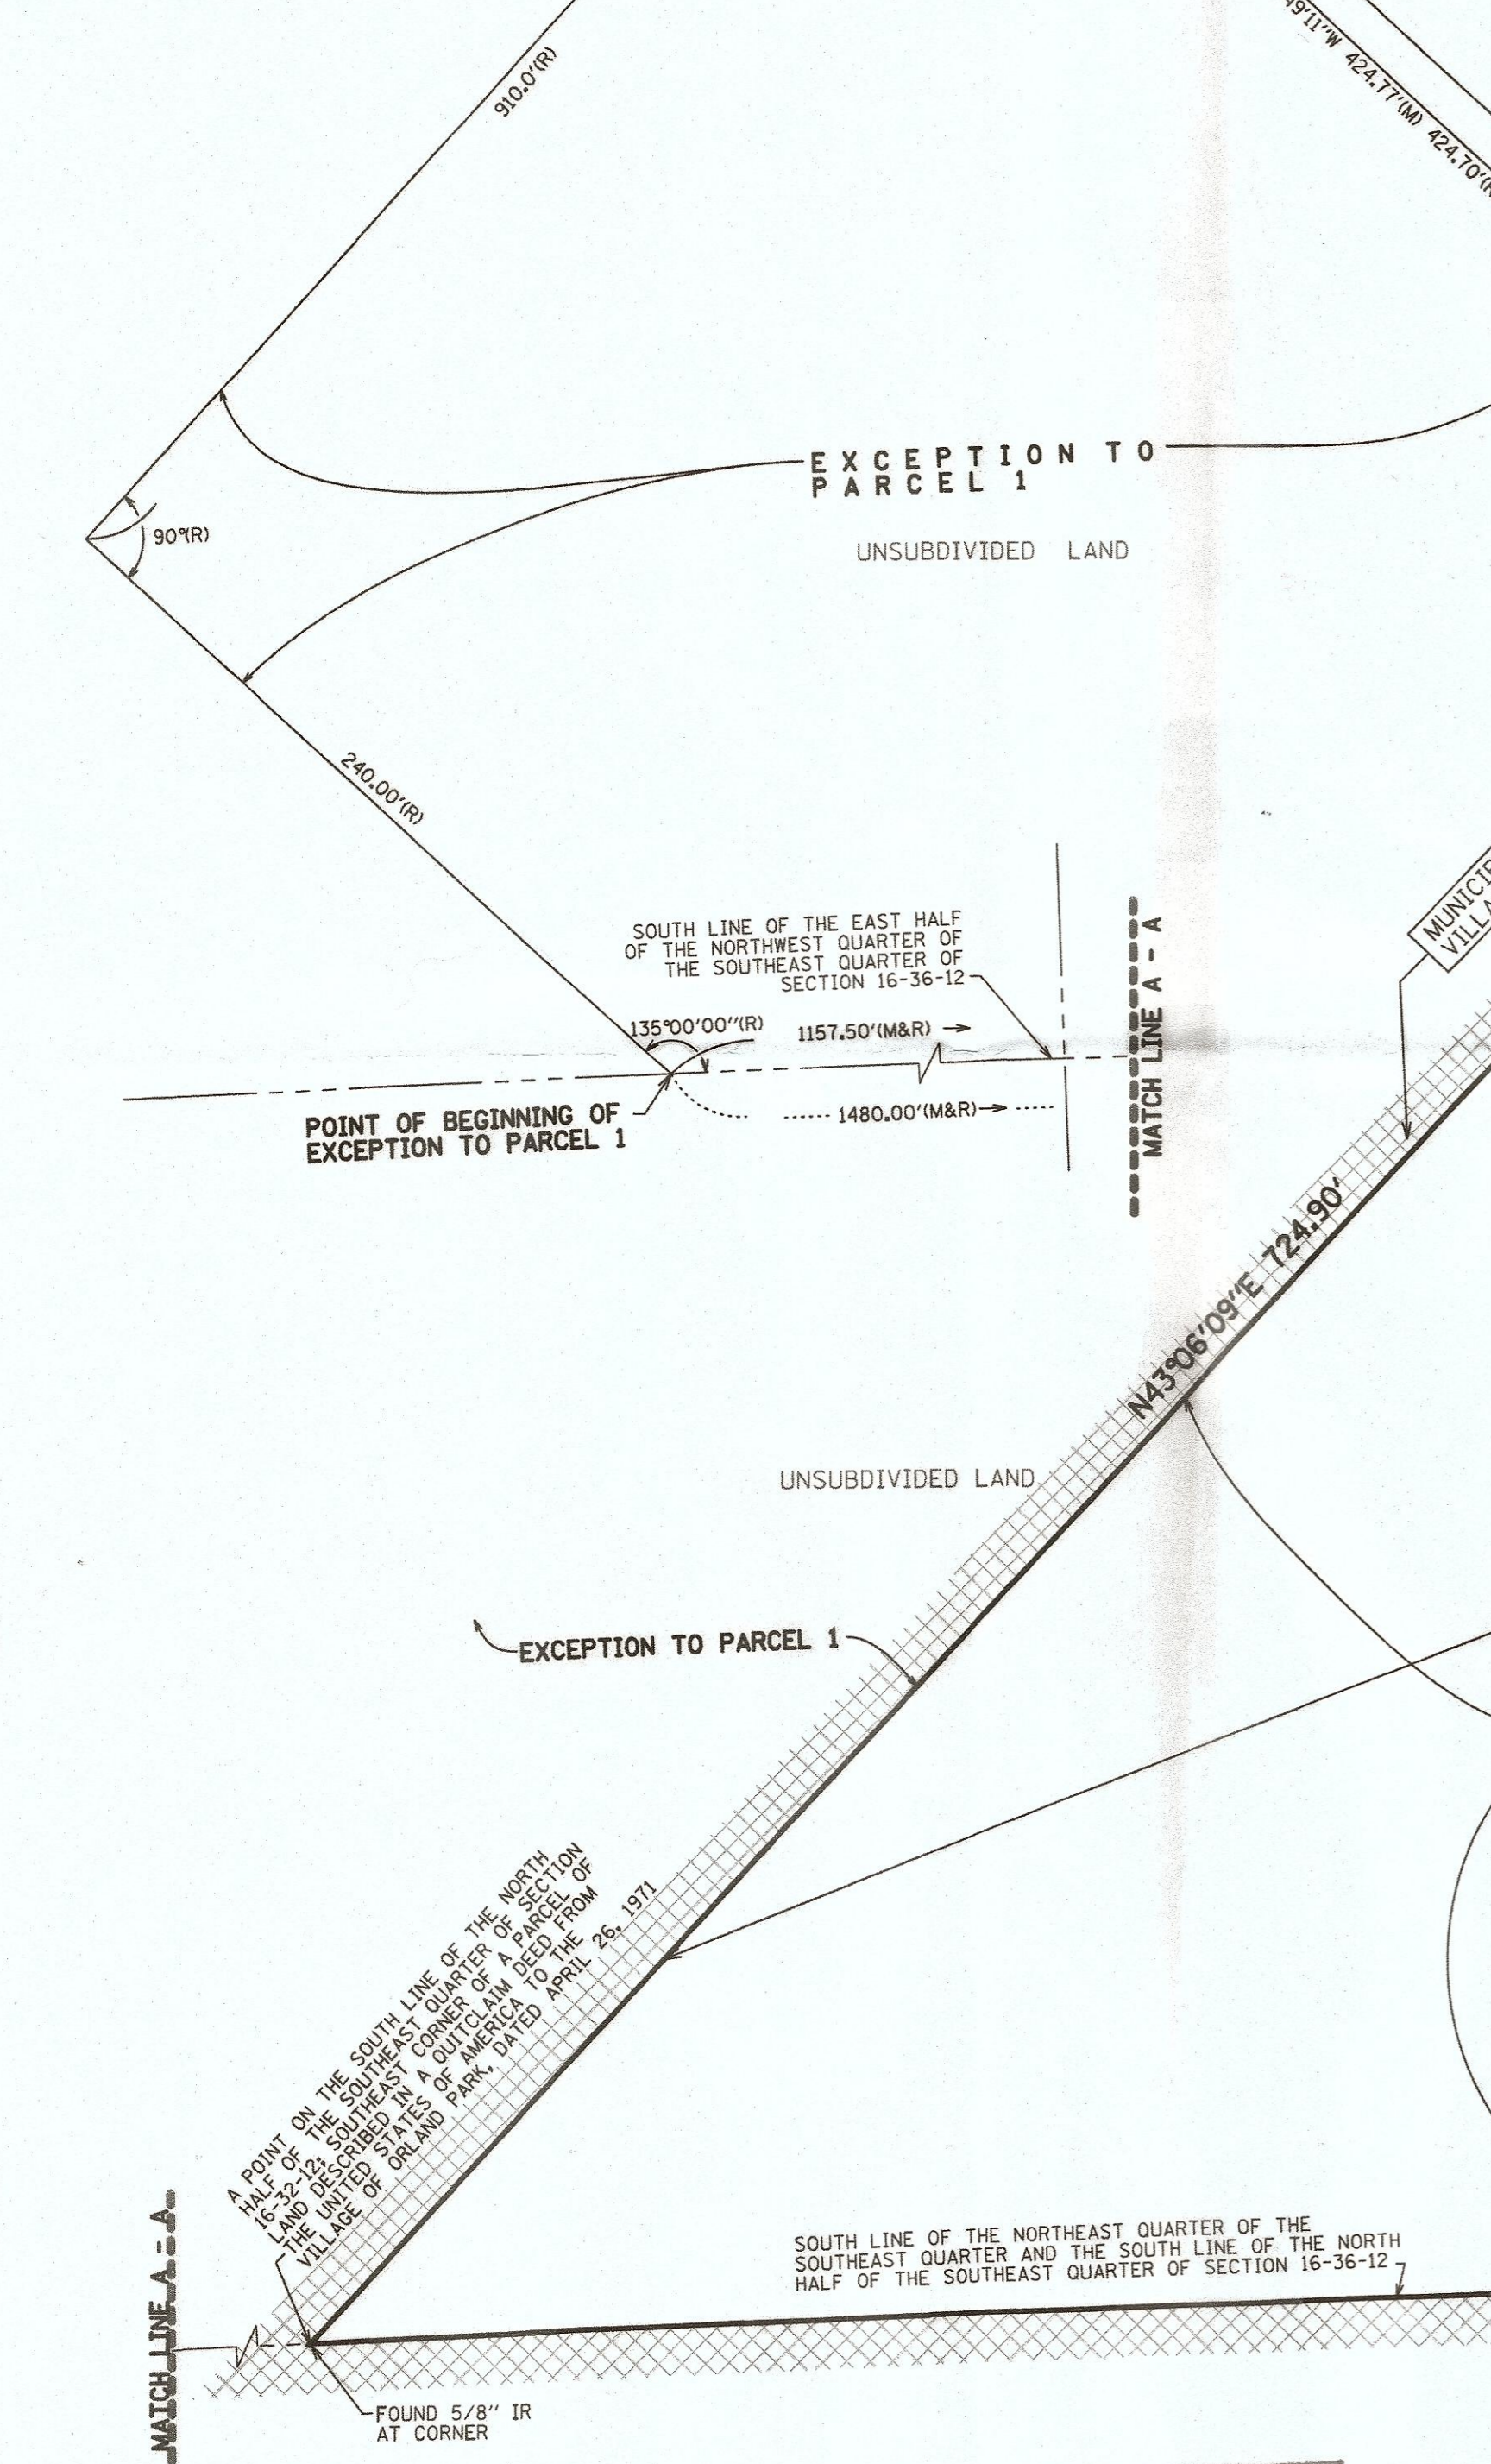 910.0'(R)
49'11"W 424.77'(M) 424.70'(R
EXCEPTION TO
PARCEL 1
90°(R)
UNSUBDIVIDED LAND
240.00'(R)
MUNICIP
VILLA
SOUTH LINE OF THE EAST HALF
OF THE NORTHWEST QUARTER OF
THE SOUTHEAST QUARTER OF
SECTION 16-36-12
135°00'00"(R)
1157.50'(M&R)
MATCH LINE A - A
POINT OF BEGINNING OF
EXCEPTION TO PARCEL 1
1480.00'(M&R)
N43°06'09"E 724.90'
UNSUBDIVIDED LAND
EXCEPTION TO PARCEL 1
A POINT ON THE SOUTH LINE OF THE NORTH
HALF OF THE SOUTHEAST QUARTER OF SECTION
16-32-12; SOUTHEAST CORNER OF A PARCEL OF
LAND DESCRIBED IN A QUITCLAIM DEED FROM
THE UNITED STATES OF AMERICA TO THE
VILLAGE OF ORLAND PARK, DATED APRIL 26, 1971
MATCH LINE A - A
SOUTH LINE OF THE NORTHEAST QUARTER OF THE
SOUTHEAST QUARTER AND THE SOUTH LINE OF THE NORTH
HALF OF THE SOUTHEAST QUARTER OF SECTION 16-36-12
FOUND 5/8" IR
AT CORNER